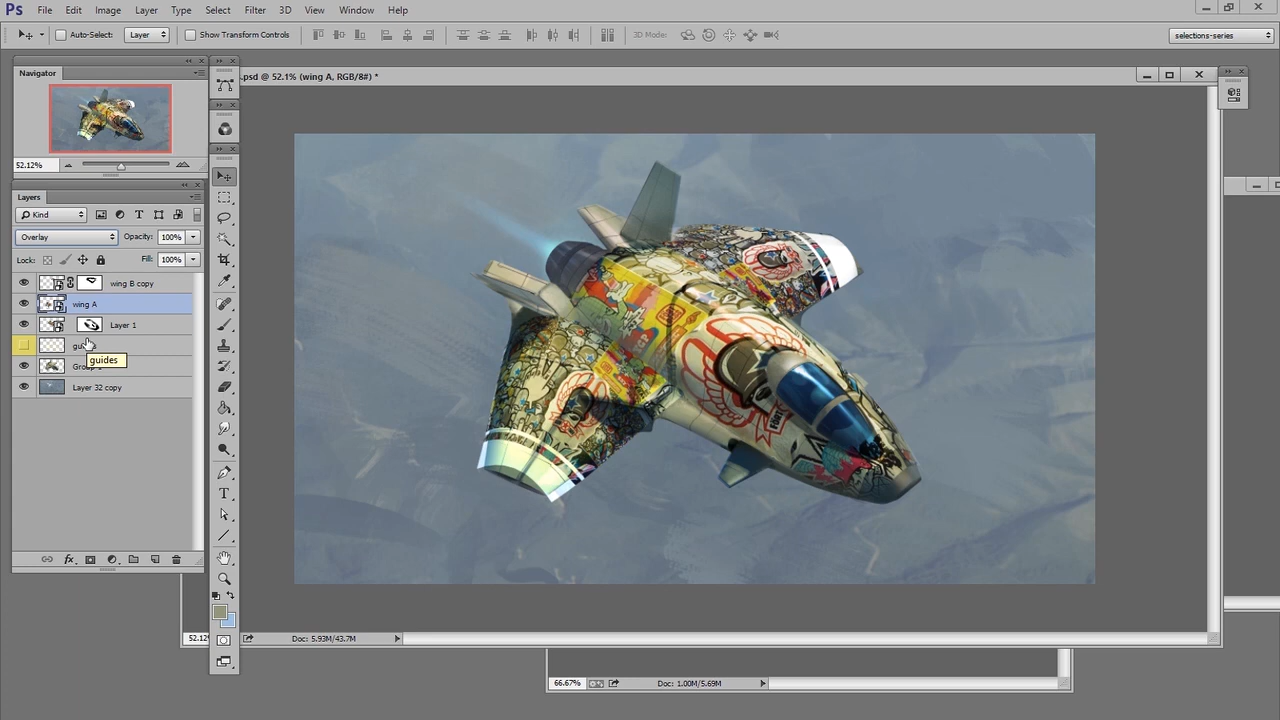 Ps File Edit Image Layer Type Select Filter 3D View Window Help
Auto-Select: Layer Show Transform Controls 3D Mode: selections-series
Navigator
.psd @ 52.1% (wing A, RGB/8#) *
52.12%
Layers
Kind
Overlay Opacity: 100%
Lock: Fill: 100%
wing B copy
wing A
Layer 1
guides
Layer 32 copy
T
Doc: 5.93M/43.7M
66.67% Doc: 1.00M/5.69M